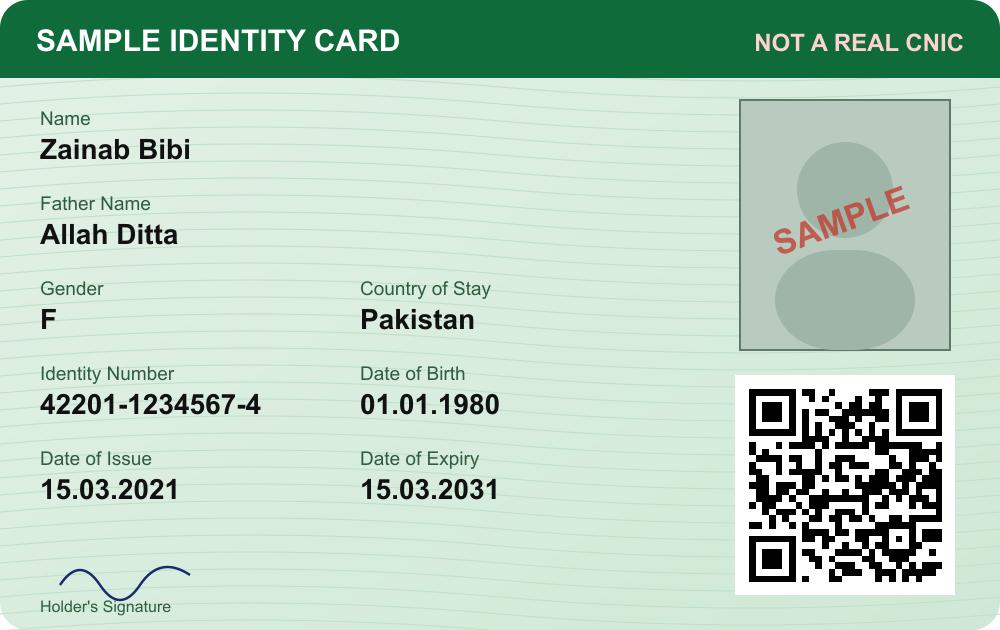 SAMPLE IDENTITY CARD
NOT A REAL CNIC
Name
Zainab Bibi
Father Name
Allah Ditta
Gender
Country of Stay
F
Pakistan
Identity Number
Date of Birth
42201-1234567-4
01.01.1980
Date of Issue
Date of Expiry
15.03.2021
15.03.2031
Holder's Signature
SAMPLE